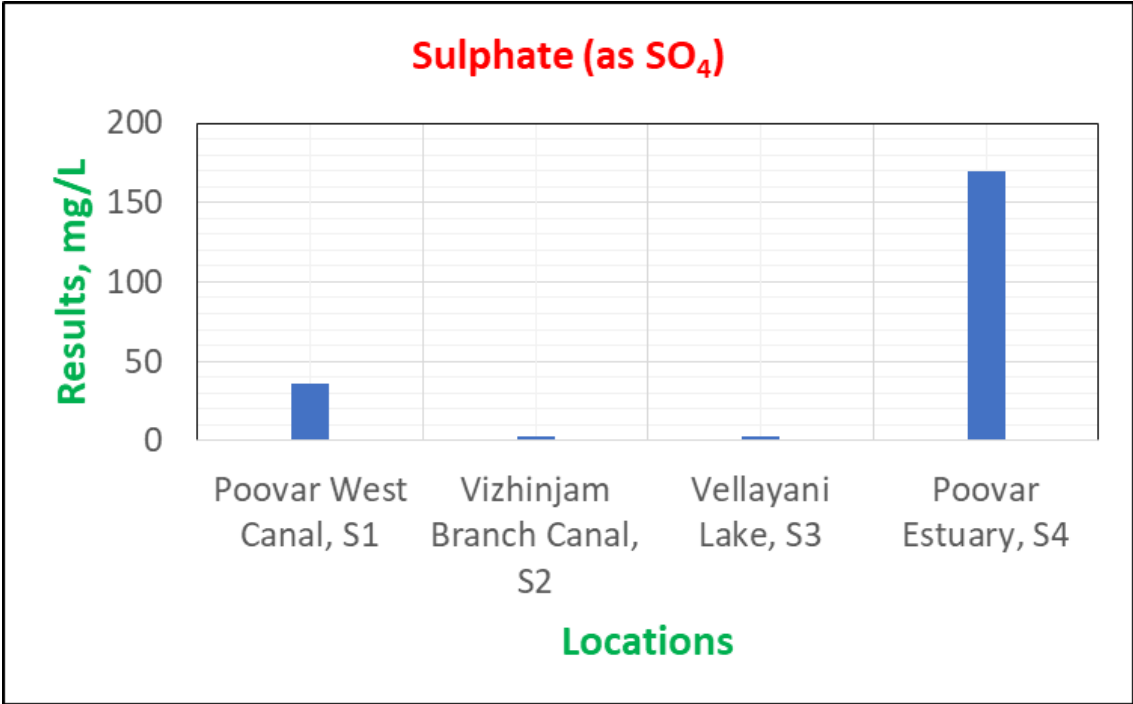 Sulphate (as SO₄)
Results, mg/L
200
150
100
50
0
Poovar West
Canal, S1
Vizhinjam
Branch Canal,
S2
Vellayani
Lake, S3
Poovar
Estuary, S4
Locations